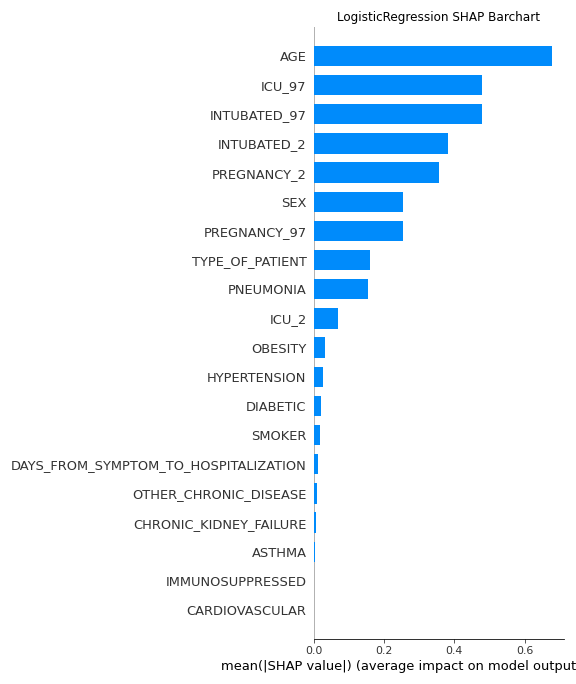 LogisticRegression SHAP Barchart
AGE
ICU_97
INTUBATED_97
INTUBATED_2
PREGNANCY_2
SEX
PREGNANCY_97
TYPE_OF_PATIENT
PNEUMONIA
ICU_2
OBESITY
HYPERTENSION
DIABETIC
SMOKER
DAYS_FROM_SYMPTOM_TO_HOSPITALIZATION
OTHER_CHRONIC_DISEASE
CHRONIC_KIDNEY_FAILURE
ASTHMA
IMMUNOSUPPRESSED
CARDIOVASCULAR
0.0 0.2 0.4 0.6
mean(|SHAP value|) (average impact on model output